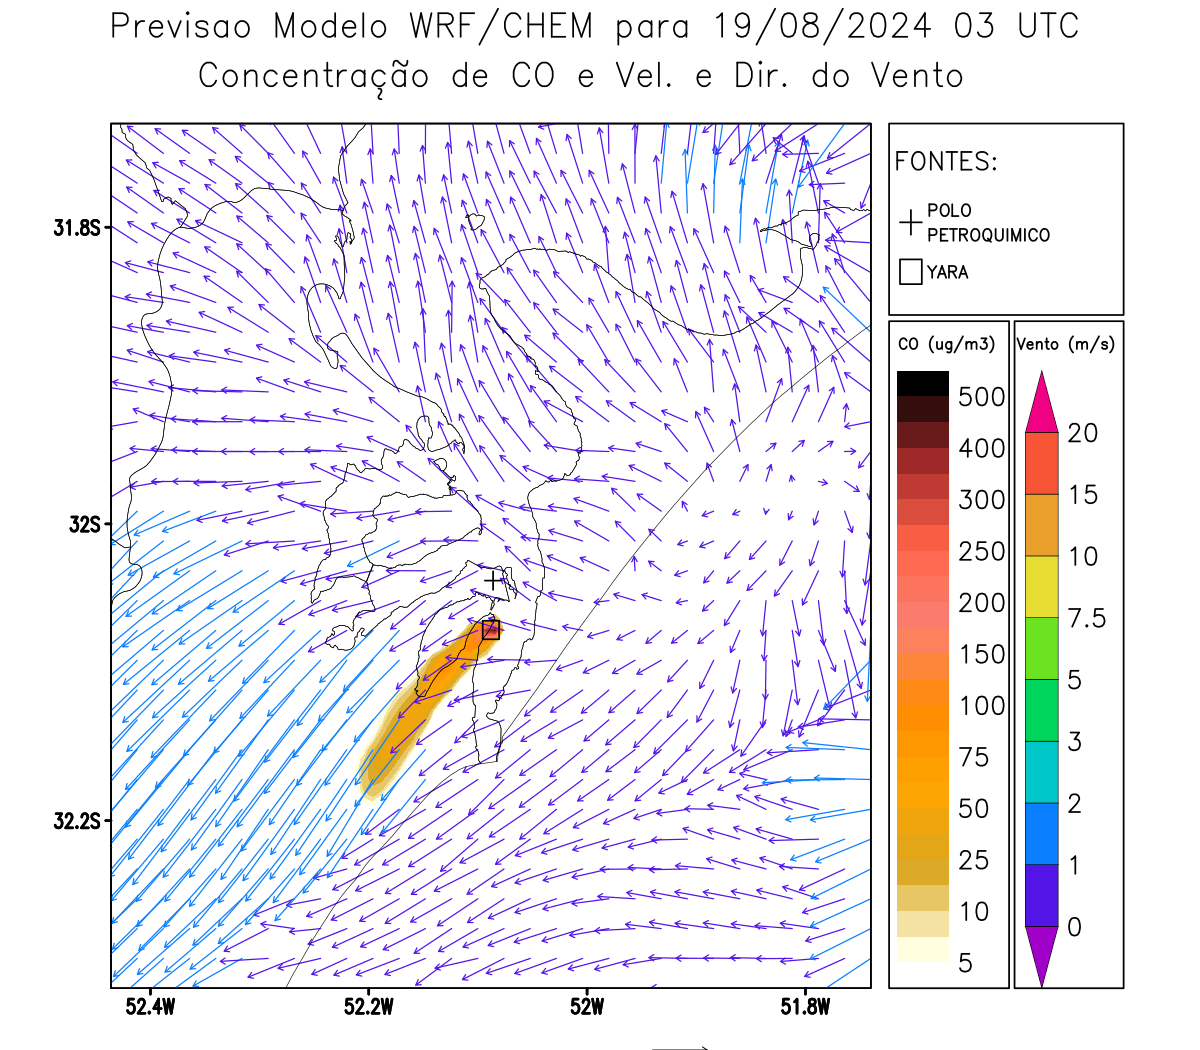 Previsao Modelo WRF/CHEM para 19/08/2024 03 UTC
Concentração de CO e Vel. e Dir. do Vento
FONTES:
POLO
PETROQUIMICO
YARA
CO (ug/m3)
500
400
300
250
200
150
100
75
50
25
10
5
Vento (m/s)
20
15
10
7.5
5
3
2
1
0
31.8S
32S
32.2S
52.4W 52.2W 52W 51.8W